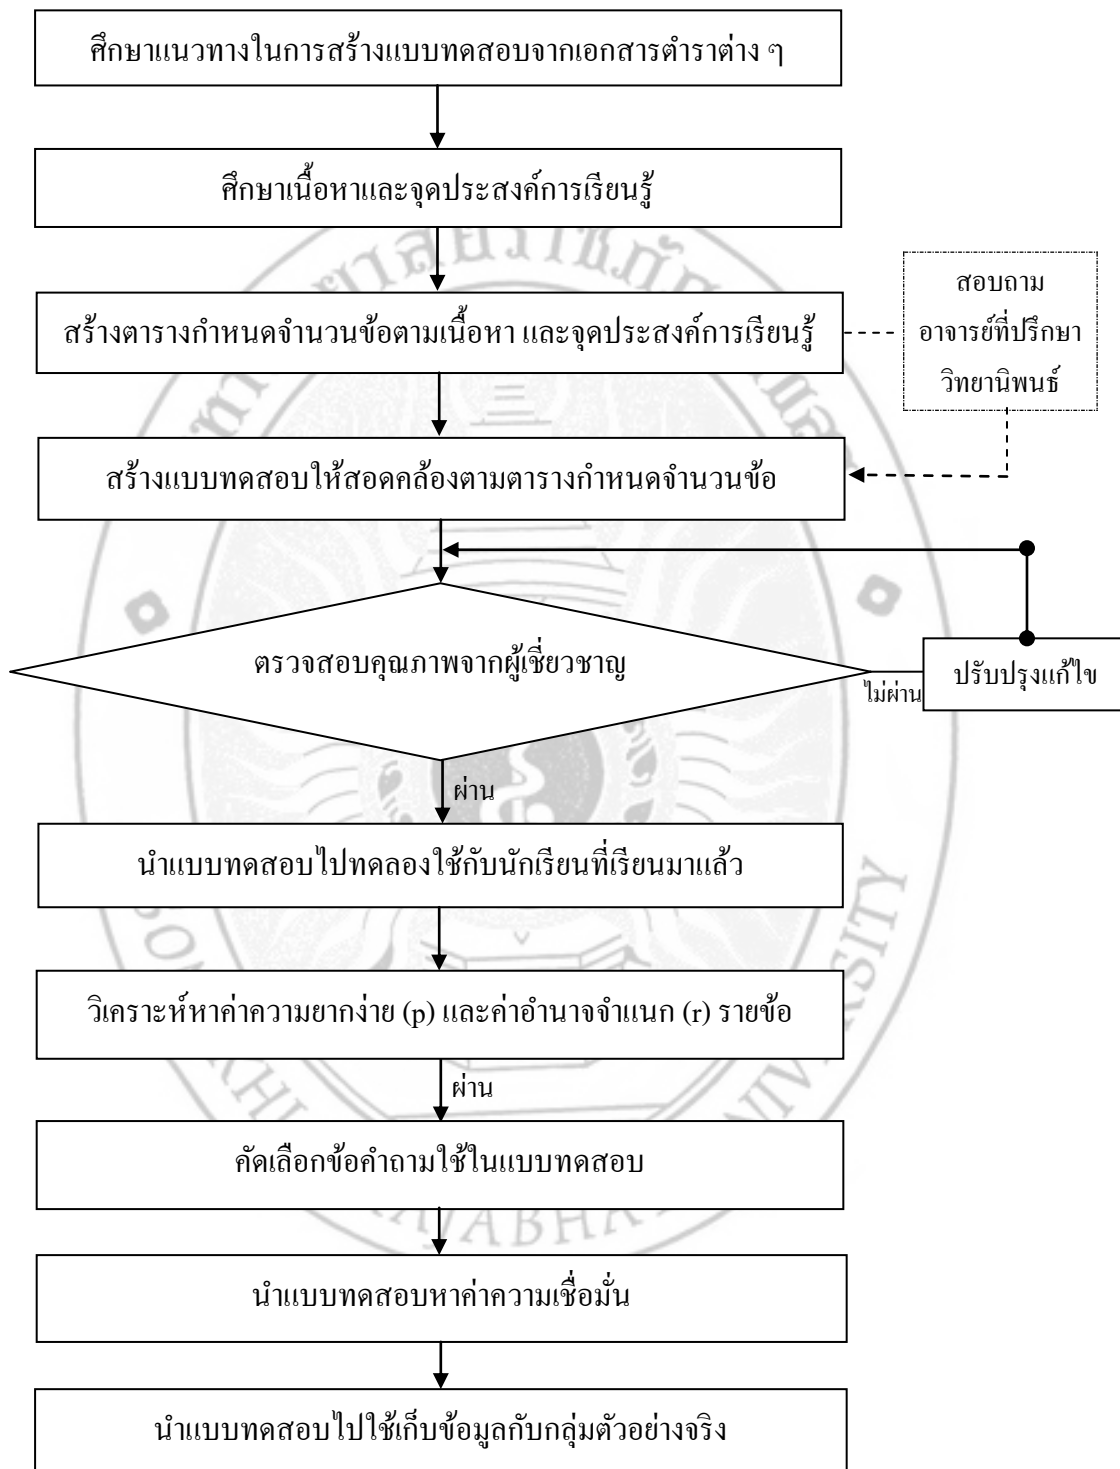 ศึกษาแนวทางในการสร้างแบบทดสอบจากเอกสารตำราต่าง ๆ
ศึกษาเนื้อหาและจุดประสงค์การเรียนรู้
สร้างตารางกำหนดจำนวนข้อตามเนื้อหา และจุดประสงค์การเรียนรู้
สอบถาม
อาจารย์ที่ปรึกษา
วิทยานิพนธ์
สร้างแบบทดสอบให้สอดคล้องตามตารางกำหนดจำนวนข้อ
ตรวจสอบคุณภาพจากผู้เชี่ยวชาญ
ไม่ผ่าน
ปรับปรุงแก้ไข
ผ่าน
นำแบบทดสอบไปทดลองใช้กับนักเรียนที่เรียนมาแล้ว
วิเคราะห์หาค่าความยากง่าย (p) และค่าอำนาจจำแนก (r) รายข้อ
ผ่าน
คัดเลือกข้อคำถามใช้ในแบบทดสอบ
นำแบบทดสอบหาค่าความเชื่อมั่น
นำแบบทดสอบไปใช้เก็บข้อมูลกับกลุ่มตัวอย่างจริง